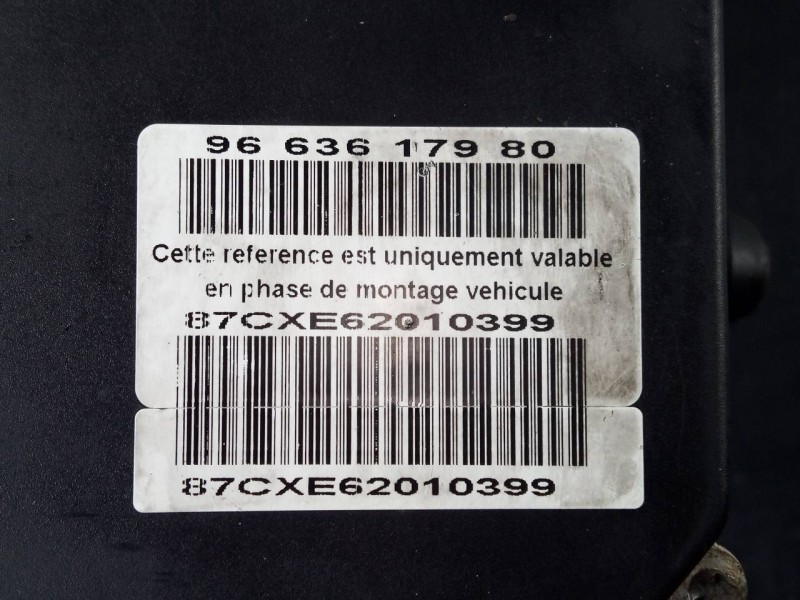 96 636 179 80
Cette reference est uniquement valable
en phase de montage vehicule
87CXE62010399
87CXE62010399